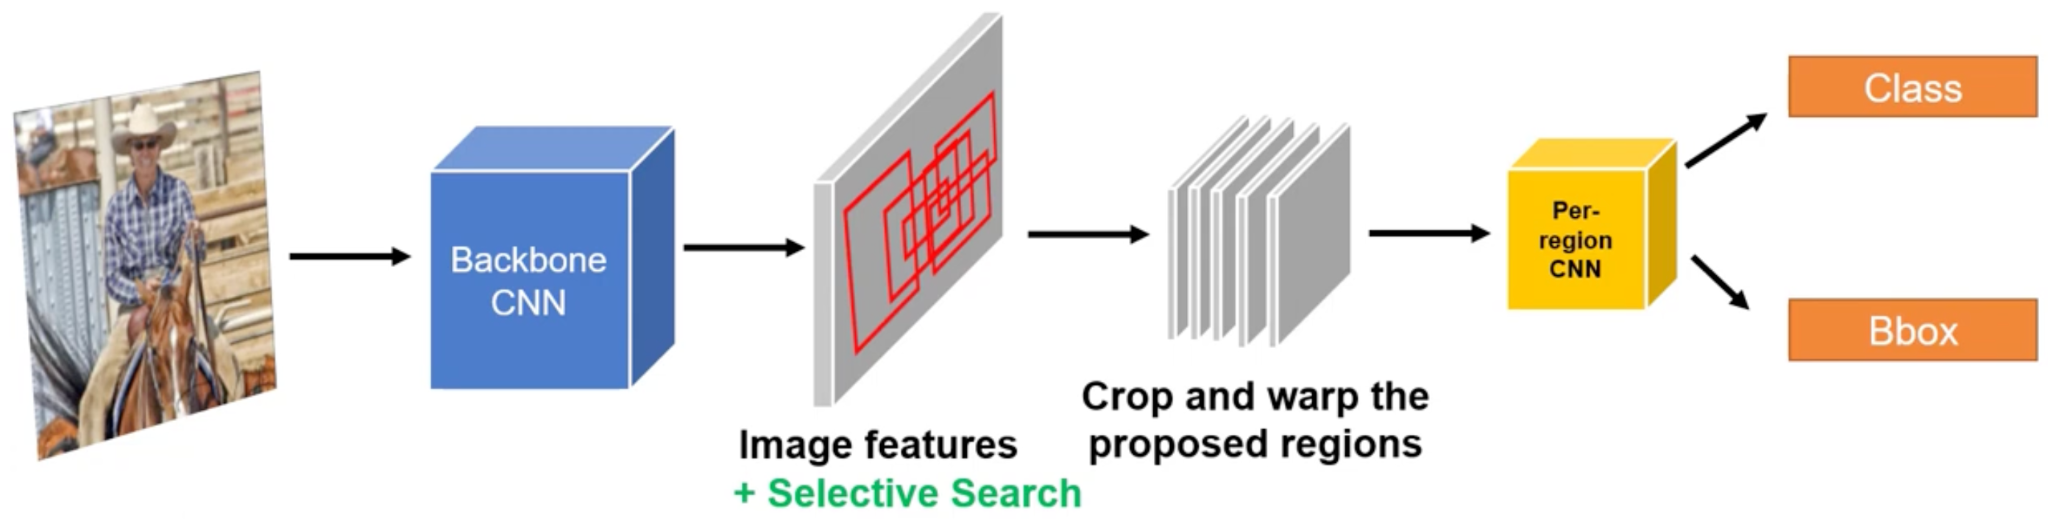 Backbone
CNN
Image features
+ Selective Search
Crop and warp the
proposed regions
Per-
region
CNN
Class
Bbox